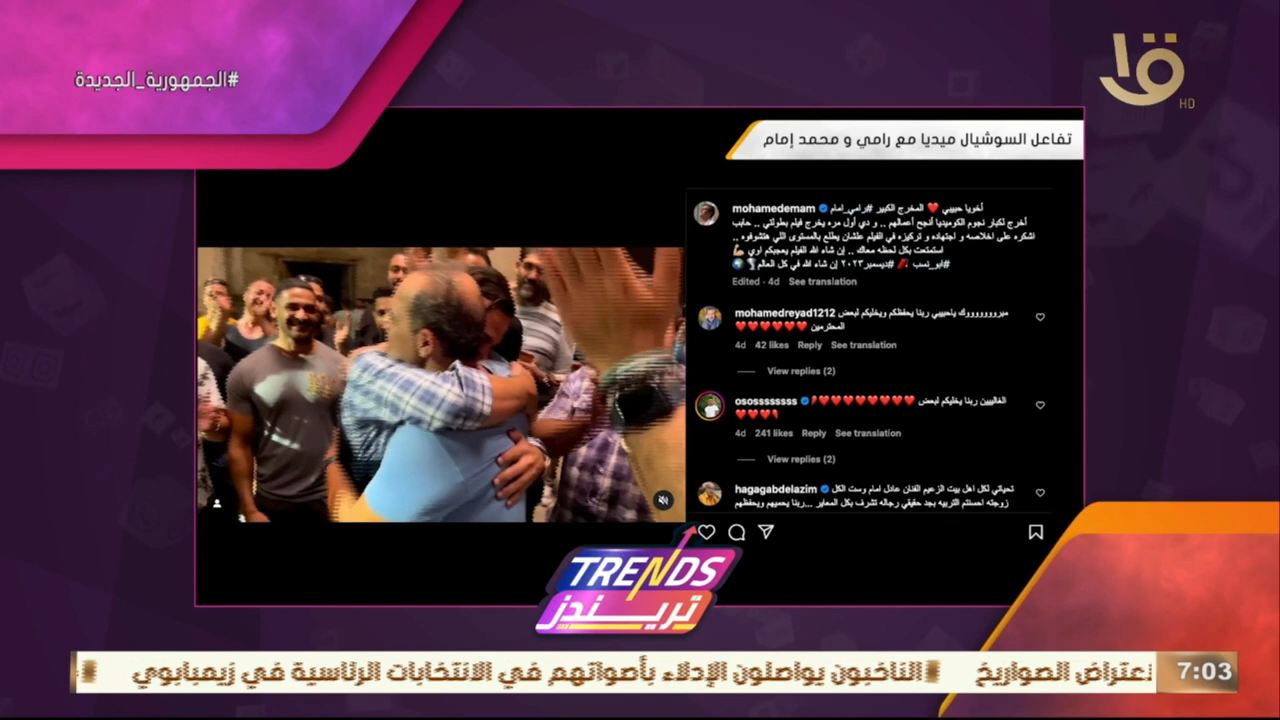 #الجمهورية_الجديدة
HD
تفاعل السوشيال ميديا مع رامي و محمد إمام
mohamedemam أخويا حبيبي ❤️ المخرج الكبير #رامي_إمام
أخرج لكبار نجوم الكوميديا أنجح أعمالهم .. و دي أول مره يخرج فيلم بطولتي .. حابب
اشكره على اخلاصه و اجتهاده و تركيزه في الفيلم علشان يطلع بالمستوى اللي هتشوفوه ..
استمتعت بكل لحظه معاك .. إن شاء الله الفيلم يعجبكم اوي 💪
#ابو_نسب 🧨 #ديسمبر٢٠٢٣ إن شاء الله في كل العالم
Edited · 4d See translation
mohamedreyad1212 مبروووووووك ياحبيبي ربنا يحفظكم ويخليكم لبعض
المحترمين ❤️❤️❤️❤️❤️❤️
4d 42 likes Reply See translation
View replies (2)
ososssssss الغالييين ربنا يخليكم لبعض
4d 241 likes Reply See translation
View replies (2)
hagagabdelazim تحياتي لكل اهل بيت الزعيم الفنان عادل امام وست الكل
زوجته احسنتم التربيه بجد حقيقي رجاله تشرف بكل المعاير ...ربنا يحميهم ويحفظهم
TRENDS
تريندز
عتراض الصواريخ #الناخبون يواصلون الإدلاء بأصواتهم في الانتخابات الرئاسية في زيمبابوي #
7:03